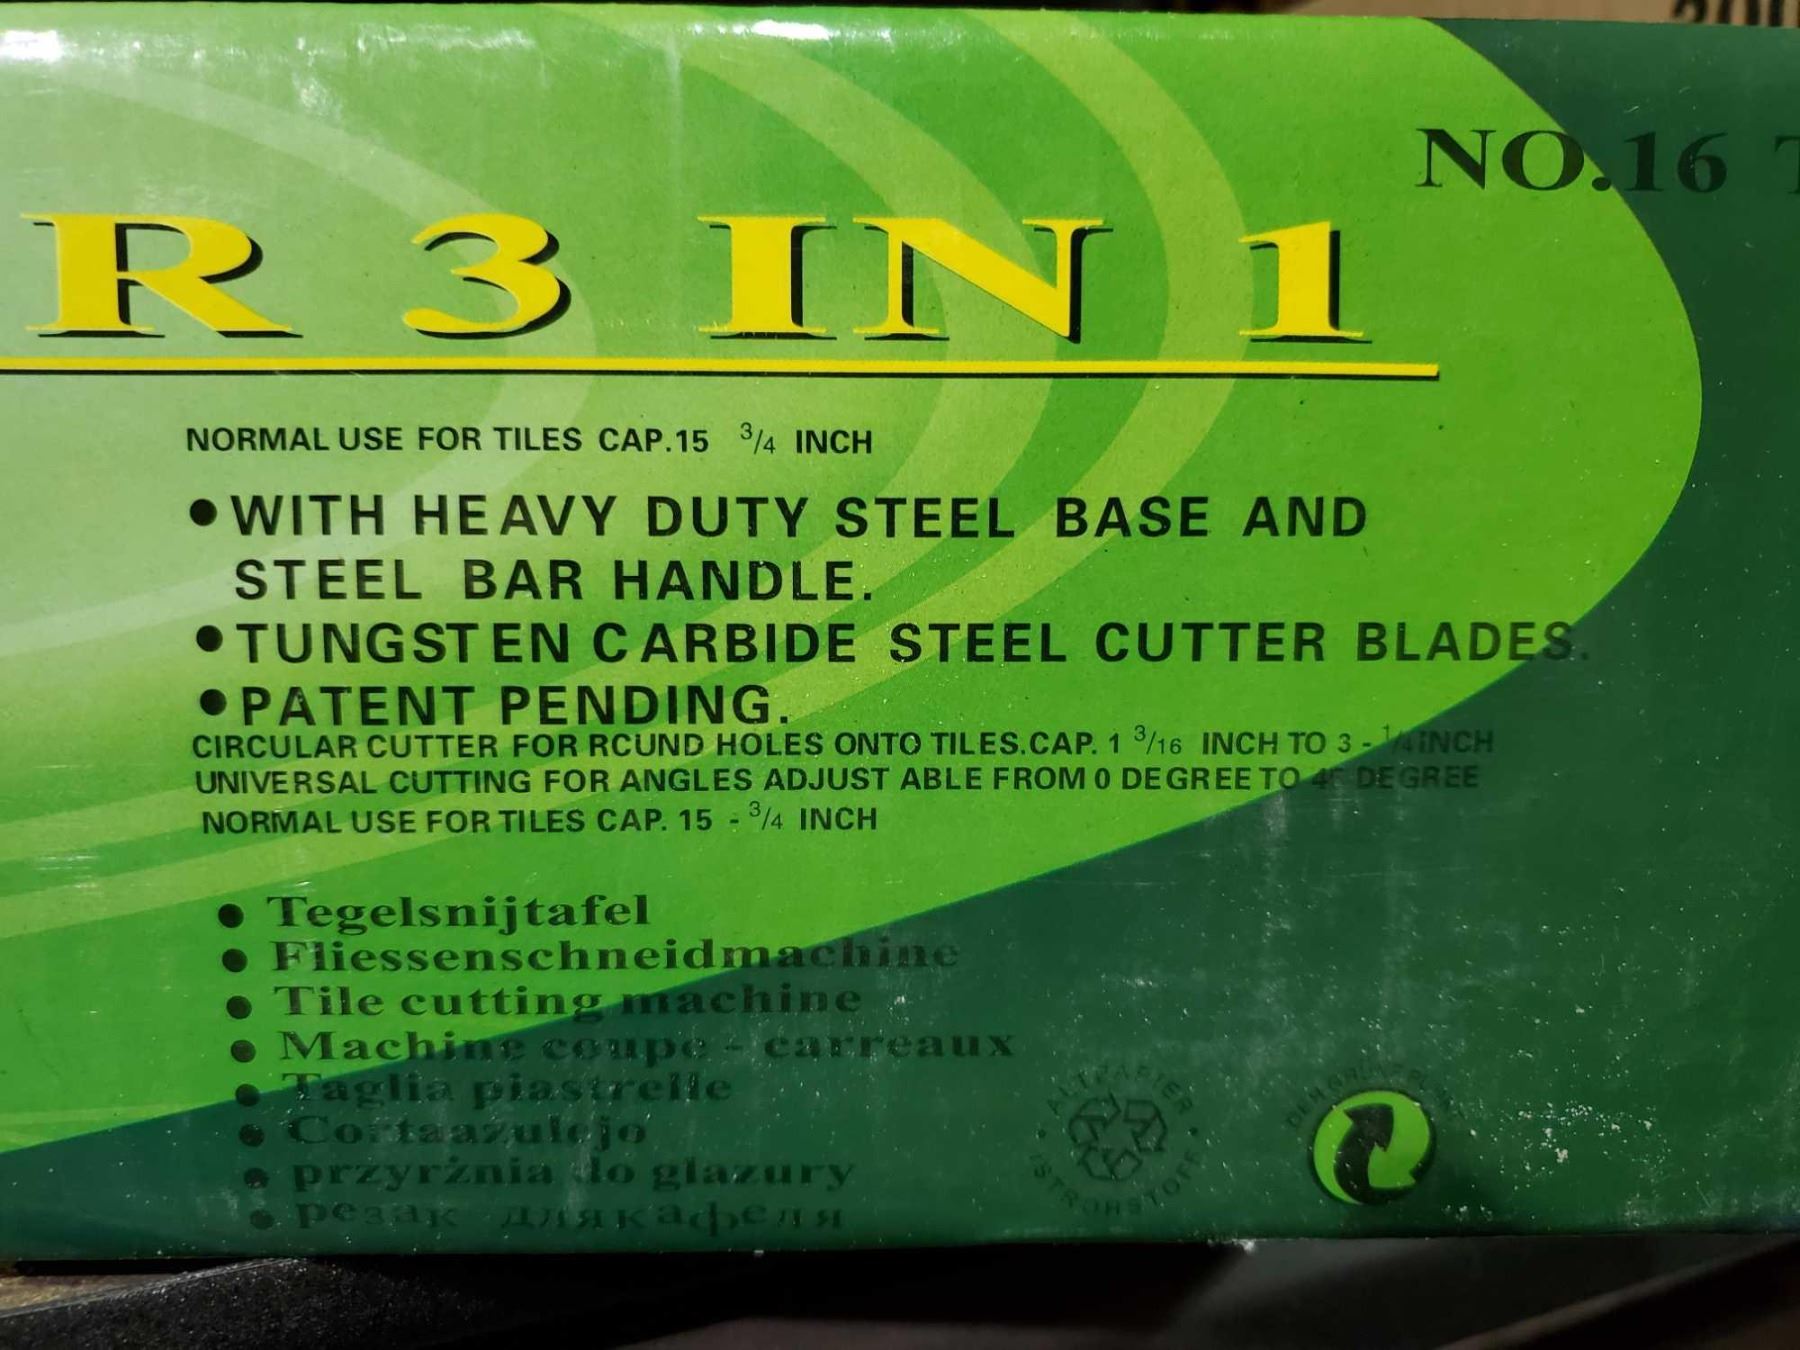 NO.16
R 3 IN 1
NORMAL USE FOR TILES CAP.15 3/4 INCH
•WITH HEAVY DUTY STEEL BASE AND
STEEL BAR HANDLE.
•TUNGSTEN CARBIDE STEEL CUTTER BLADES.
•PATENT PENDING.
CIRCULAR CUTTER FOR RCUND HOLES ONTO TILES.CAP. 1 3/16 INCH TO 3 - 1/4 INCH
UNIVERSAL CUTTING FOR ANGLES ADJUST ABLE FROM 0 DEGREE TO 45 DEGREE
NORMAL USE FOR TILES CAP. 15 - 3/4 INCH
• Tegelsnijtafel
• Fliessenschneidmachine
• Tile cutting machine
• Machine coupe - carreaux
• Taglia piastrelle
• Cortaazulejo
• przyrżnia do glazury
• резак для кафеля
DER GRÜNE PUNKT